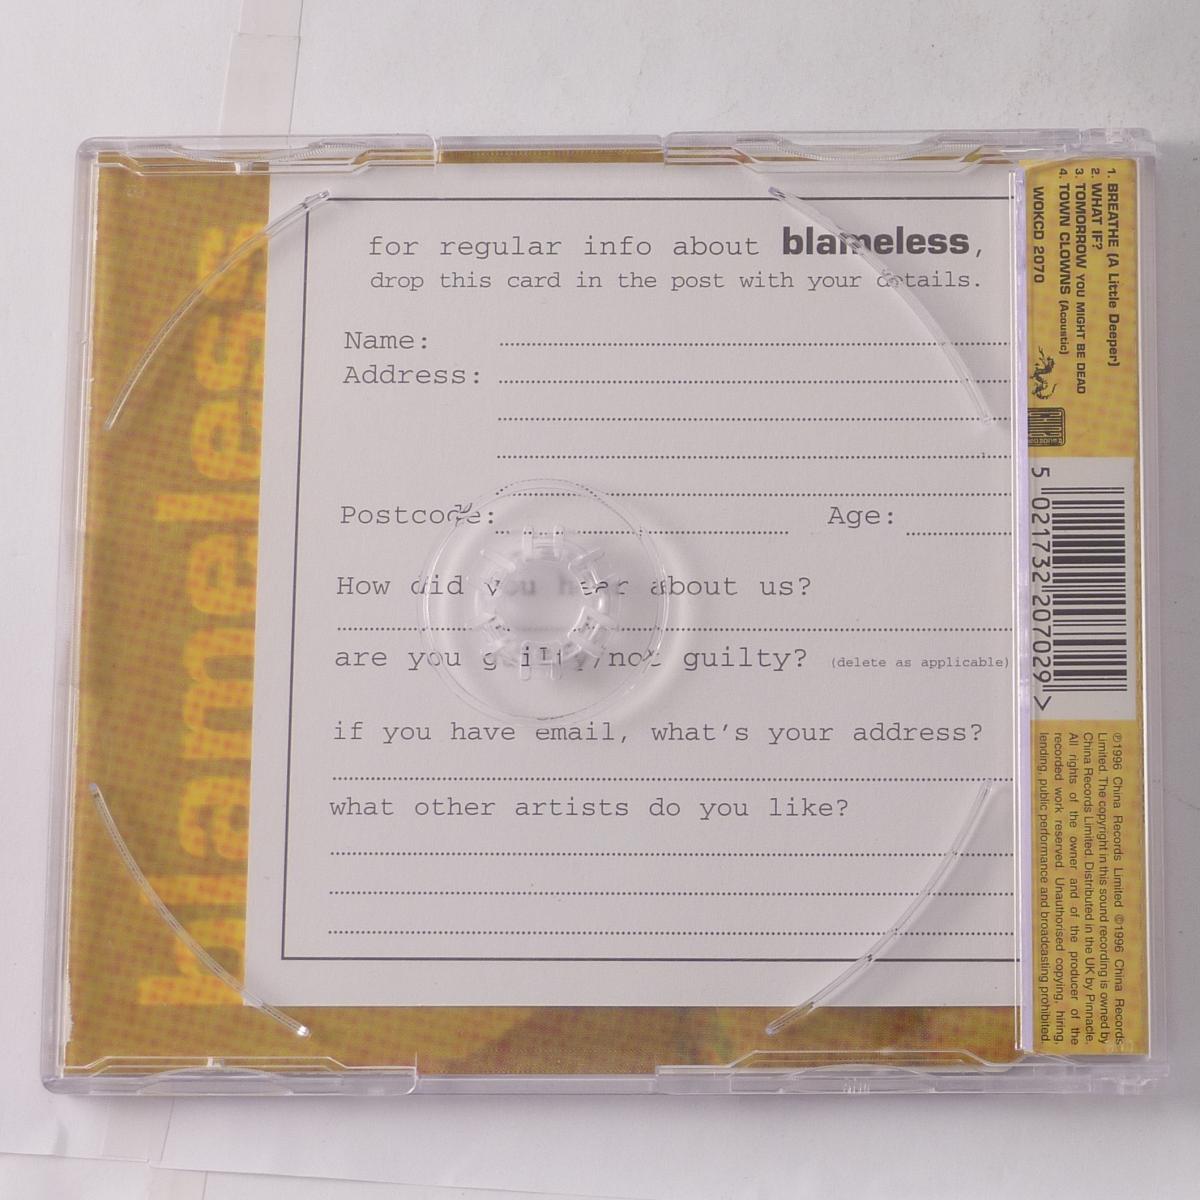 blameless
for regular info about blameless,
drop this card in the post with your details.
Name:
Address:
Postcode:
Age:
How did you hear about us?
are you guilty/not guilty? (delete as applicable)
if you have email, what's your address?
what other artists do you like?
1. BREATHE (A Little Deeper)
2. WHAT IF?
3. TOMORROW YOU MIGHT BE DEAD
4. TOWN CLOWNS (Acoustic)
WOKCD 2070
5 021732 207029 >
℗1996 China Records Limited ©1996 China Records
Limited. The copyright in this sound recording is owned by
China Records Limited. Distributed in the UK by Pinnacle.
All rights of the owner and of the producer of the
recorded work reserved. Unauthorised copying, hiring,
lending, public performance and broadcasting prohibited.